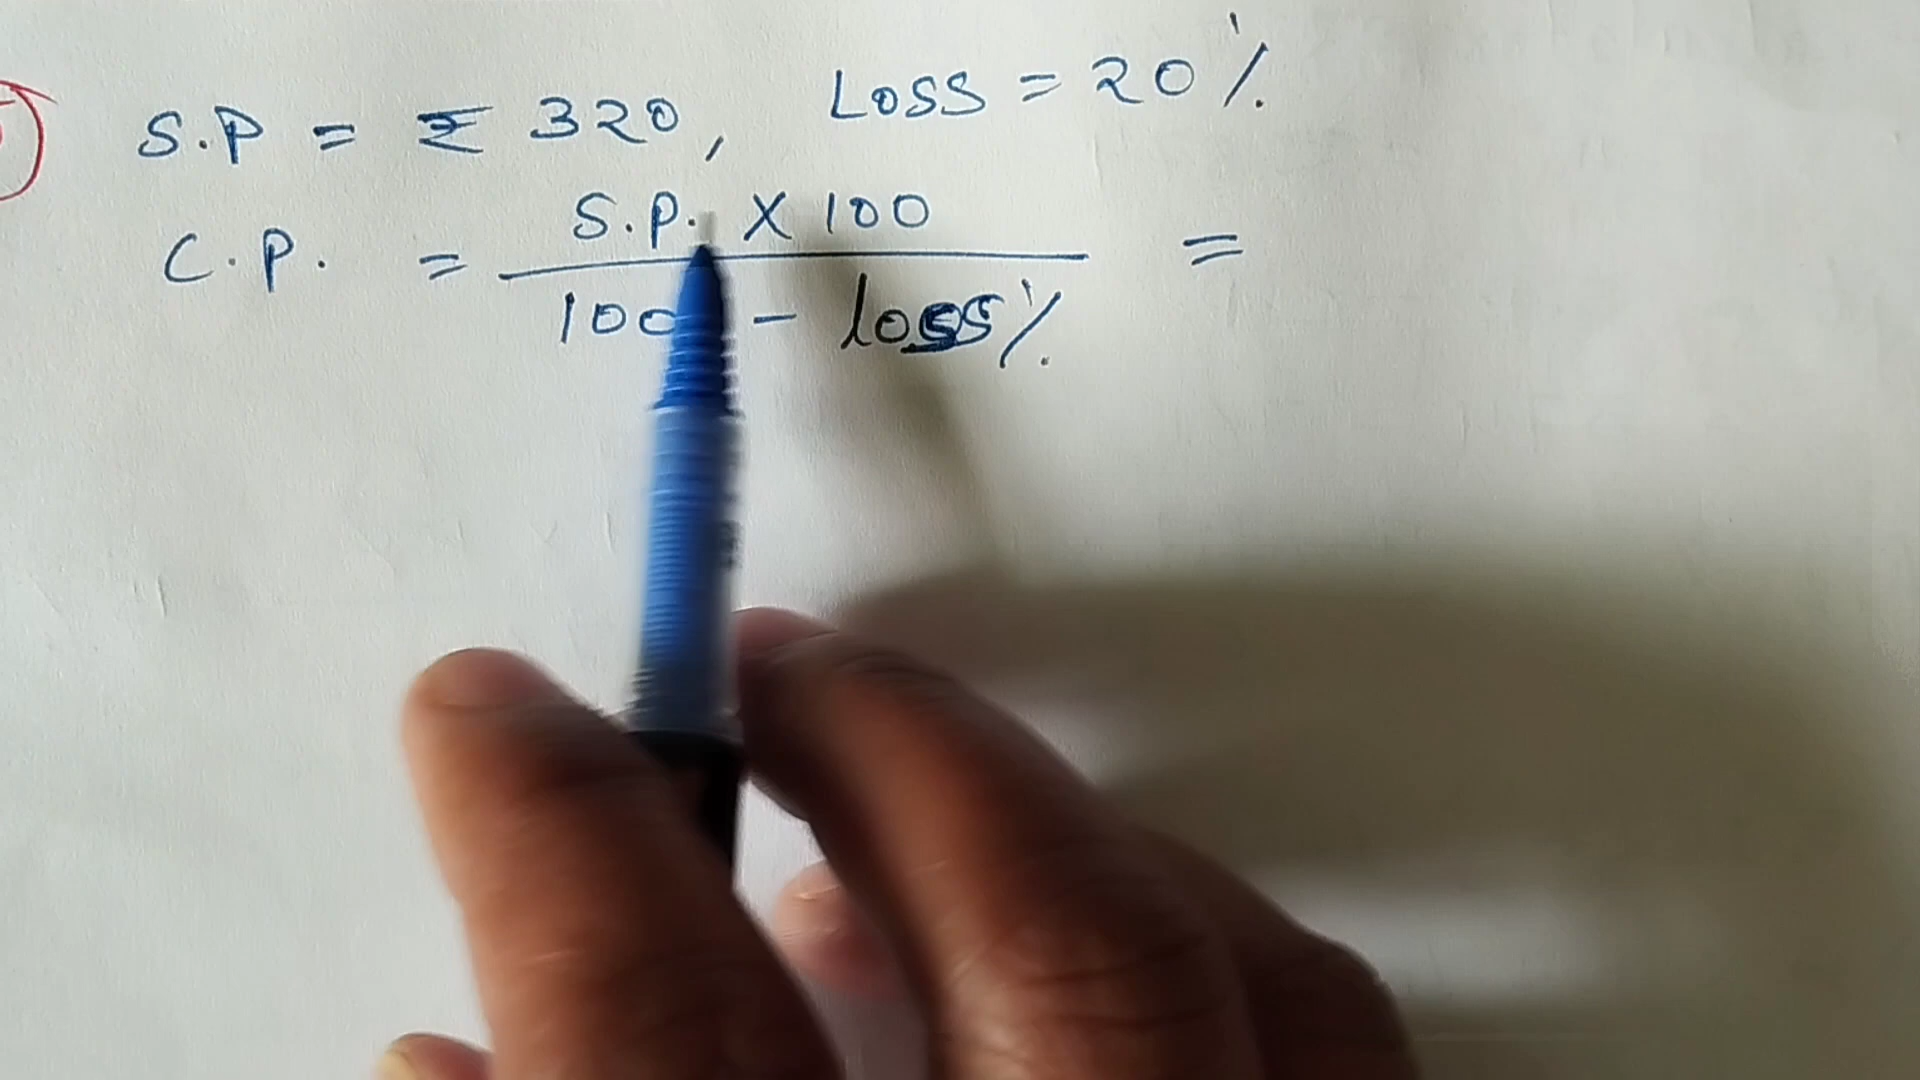 S.P = ₹ 320, LOSS = 20%
C.P. = S.P. X 100 / 100 - loss% =